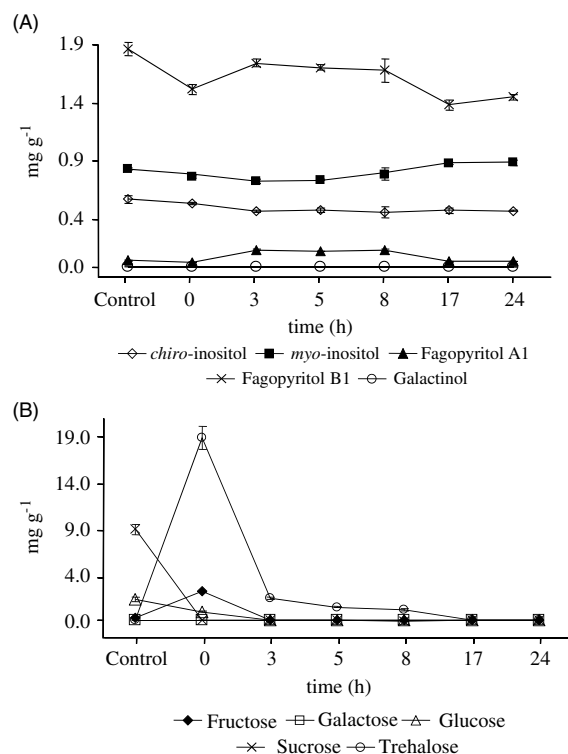 (A)
1.9
1.4
0.9
0.4
0.0
mg g⁻¹
Control 0 3 5 8 17 24
time (h)
chiro-inositol myo-inositol Fagopyritol A1
Fagopyritol B1 Galactinol
(B)
19.0
14.0
9.0
4.0
0.0
mg g⁻¹
Control 0 3 5 8 17 24
time (h)
Fructose Galactose Glucose
Sucrose Trehalose